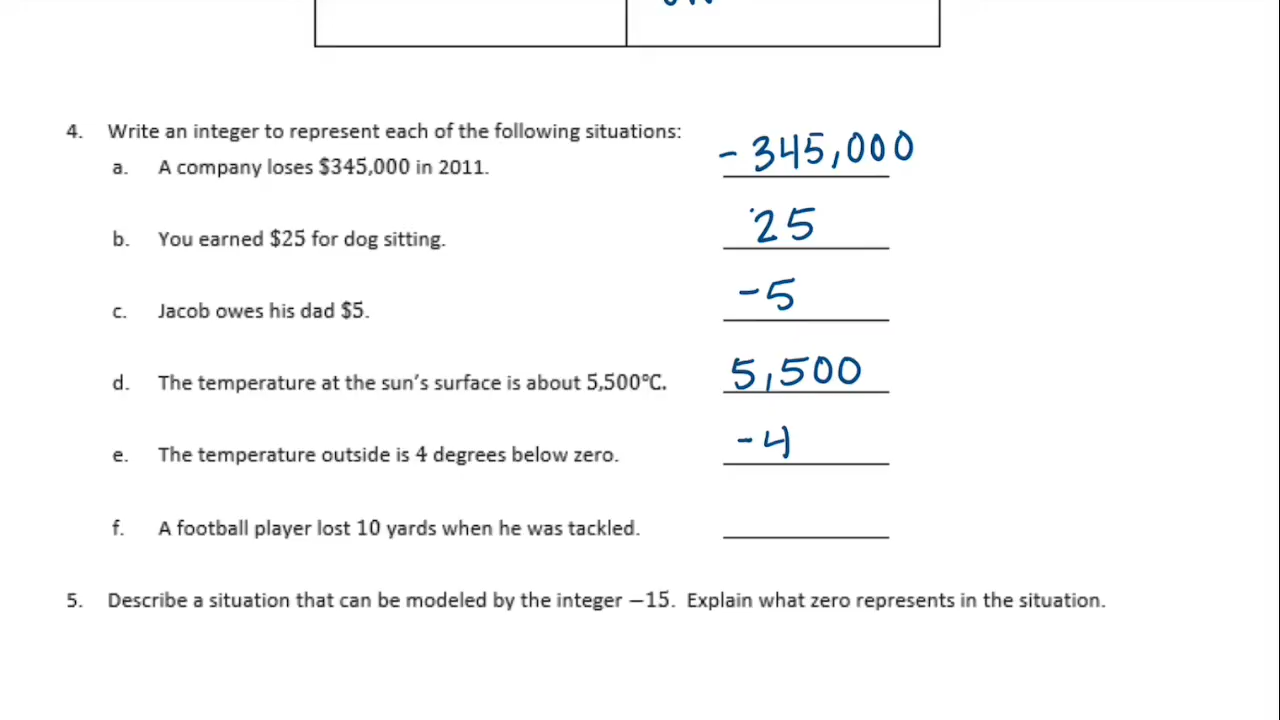 4. Write an integer to represent each of the following situations:
a. A company loses $345,000 in 2011. -345,000
b. You earned $25 for dog sitting. 25
c. Jacob owes his dad $5. -5
d. The temperature at the sun's surface is about 5,500°C. 5,500
e. The temperature outside is 4 degrees below zero. -4
f. A football player lost 10 yards when he was tackled.
5. Describe a situation that can be modeled by the integer −15. Explain what zero represents in the situation.